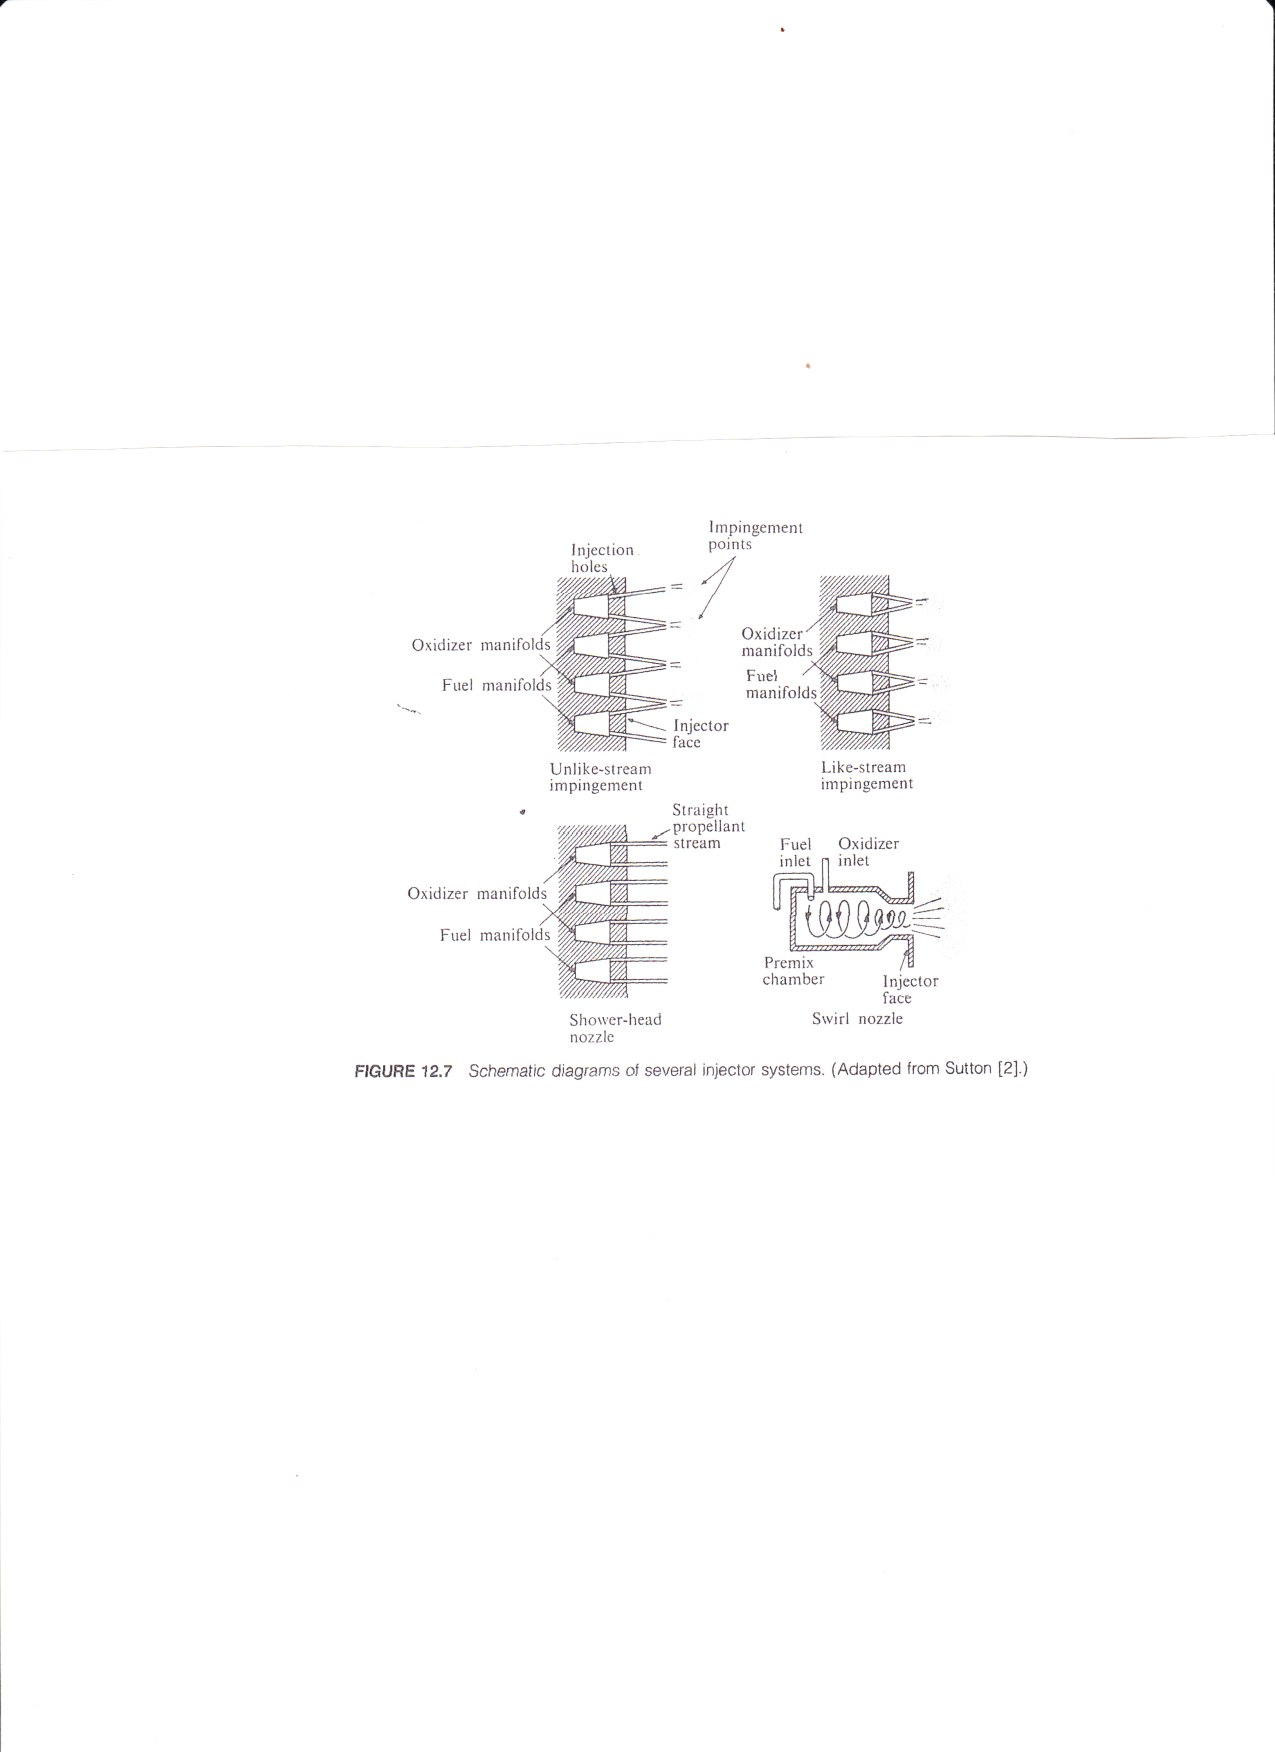 Injection
holes
Impingement
points
Oxidizer manifolds
Fuel manifolds
Injector
face
Unlike-stream
impingement
Oxidizer
manifolds
Fuel
manifolds
Like-stream
impingement
Straight
propellant
stream
Oxidizer manifolds
Fuel manifolds
Shower-head
nozzle
Fuel
inlet
Oxidizer
inlet
Premix
chamber
Injector
face
Swirl nozzle
FIGURE 12.7 Schematic diagrams of several injector systems. (Adapted from Sutton [2].)